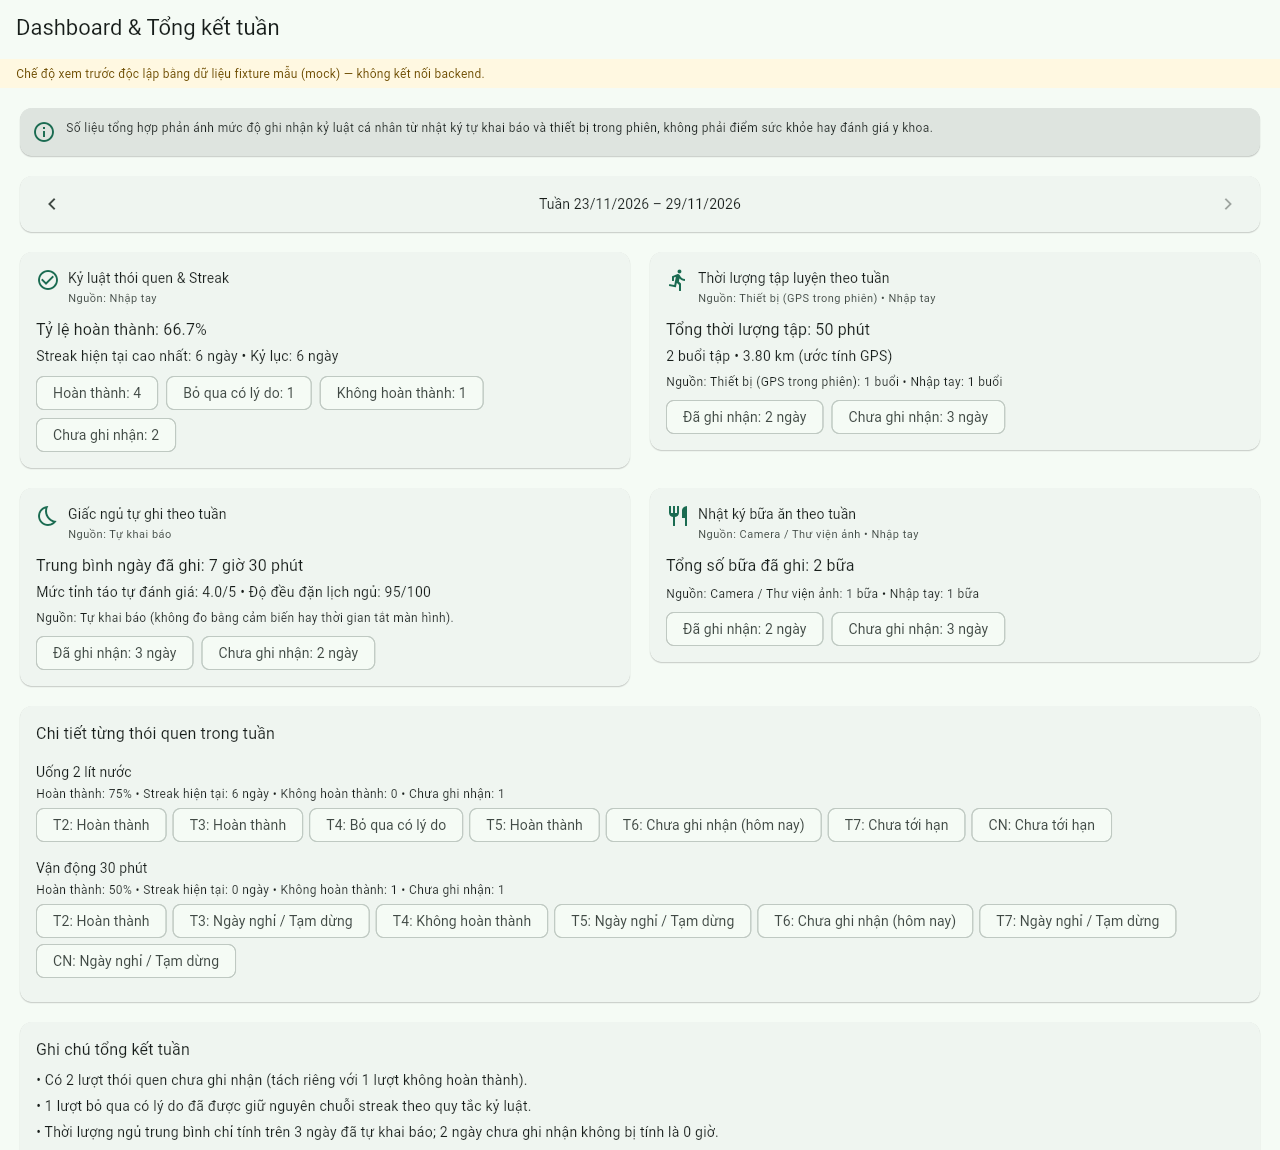 Dashboard & Tổng kết tuần
Chế độ xem trước độc lập bằng dữ liệu fixture mẫu (mock) — không kết nối backend.
Số liệu tổng hợp phản ánh mức độ ghi nhận kỷ luật cá nhân từ nhật ký tự khai báo và thiết bị trong phiên, không phải điểm sức khỏe hay đánh giá y khoa.
Tuần 23/11/2026 – 29/11/2026
Kỷ luật thói quen & Streak
Nguồn: Nhập tay
Tỷ lệ hoàn thành: 66.7%
Streak hiện tại cao nhất: 6 ngày • Kỷ lục: 6 ngày
Hoàn thành: 4
Bỏ qua có lý do: 1
Không hoàn thành: 1
Chưa ghi nhận: 2
Thời lượng tập luyện theo tuần
Nguồn: Thiết bị (GPS trong phiên) • Nhập tay
Tổng thời lượng tập: 50 phút
2 buổi tập • 3.80 km (ước tính GPS)
Nguồn: Thiết bị (GPS trong phiên): 1 buổi • Nhập tay: 1 buổi
Đã ghi nhận: 2 ngày
Chưa ghi nhận: 3 ngày
Giấc ngủ tự ghi theo tuần
Nguồn: Tự khai báo
Trung bình ngày đã ghi: 7 giờ 30 phút
Mức tỉnh táo tự đánh giá: 4.0/5 • Độ đều đặn lịch ngủ: 95/100
Nguồn: Tự khai báo (không đo bằng cảm biến hay thời gian tắt màn hình).
Đã ghi nhận: 3 ngày
Chưa ghi nhận: 2 ngày
Nhật ký bữa ăn theo tuần
Nguồn: Camera / Thư viện ảnh • Nhập tay
Tổng số bữa đã ghi: 2 bữa
Nguồn: Camera / Thư viện ảnh: 1 bữa • Nhập tay: 1 bữa
Đã ghi nhận: 2 ngày
Chưa ghi nhận: 3 ngày
Chi tiết từng thói quen trong tuần
Uống 2 lít nước
Hoàn thành: 75% • Streak hiện tại: 6 ngày • Không hoàn thành: 0 • Chưa ghi nhận: 1
T2: Hoàn thành
T3: Hoàn thành
T4: Bỏ qua có lý do
T5: Hoàn thành
T6: Chưa ghi nhận (hôm nay)
T7: Chưa tới hạn
CN: Chưa tới hạn
Vận động 30 phút
Hoàn thành: 50% • Streak hiện tại: 0 ngày • Không hoàn thành: 1 • Chưa ghi nhận: 1
T2: Hoàn thành
T3: Ngày nghỉ / Tạm dừng
T4: Không hoàn thành
T5: Ngày nghỉ / Tạm dừng
T6: Chưa ghi nhận (hôm nay)
T7: Ngày nghỉ / Tạm dừng
CN: Ngày nghỉ / Tạm dừng
Ghi chú tổng kết tuần
• Có 2 lượt thói quen chưa ghi nhận (tách riêng với 1 lượt không hoàn thành).
• 1 lượt bỏ qua có lý do đã được giữ nguyên chuỗi streak theo quy tắc kỷ luật.
• Thời lượng ngủ trung bình chỉ tính trên 3 ngày đã tự khai báo; 2 ngày chưa ghi nhận không bị tính là 0 giờ.